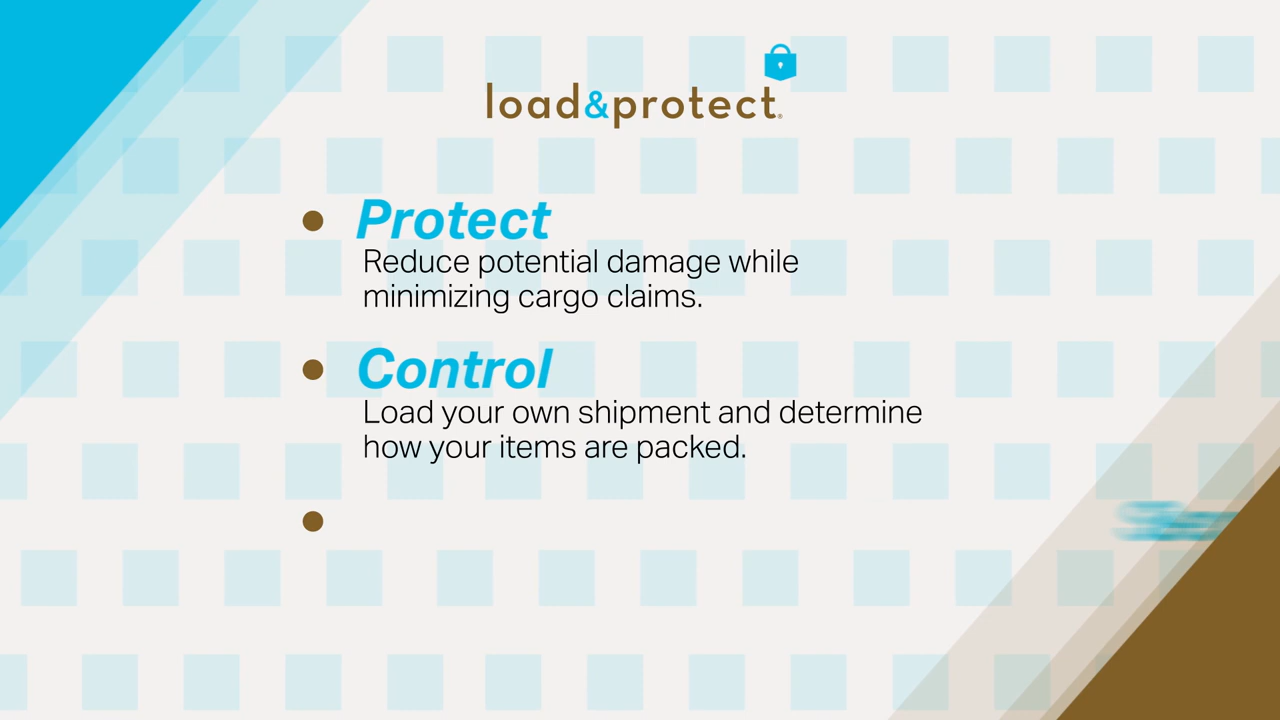 load&protect®
Protect
Reduce potential damage while
minimizing cargo claims.
Control
Load your own shipment and determine
how your items are packed.